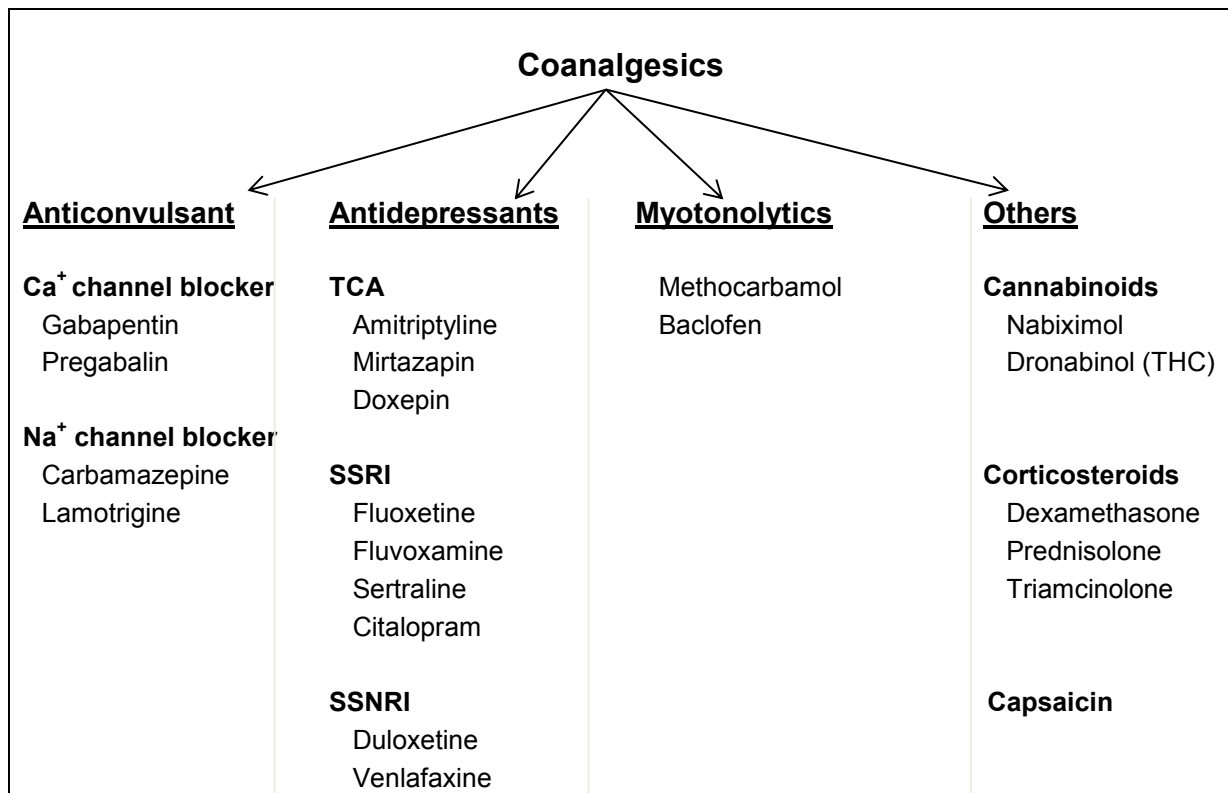 Coanalgesics
Anticonvulsant
Ca+ channel blocker
Gabapentin
Pregabalin
Na+ channel blocker
Carbamazepine
Lamotrigine
Antidepressants
TCA
Amitriptyline
Mirtazapin
Doxepin
SSRI
Fluoxetine
Fluvoxamine
Sertraline
Citalopram
SSNRI
Duloxetine
Venlafaxine
Myotonolytics
Methocarbamol
Baclofen
Others
Cannabinoids
Nabiximol
Dronabinol (THC)
Corticosteroids
Dexamethasone
Prednisolone
Triamcinolone
Capsaicin